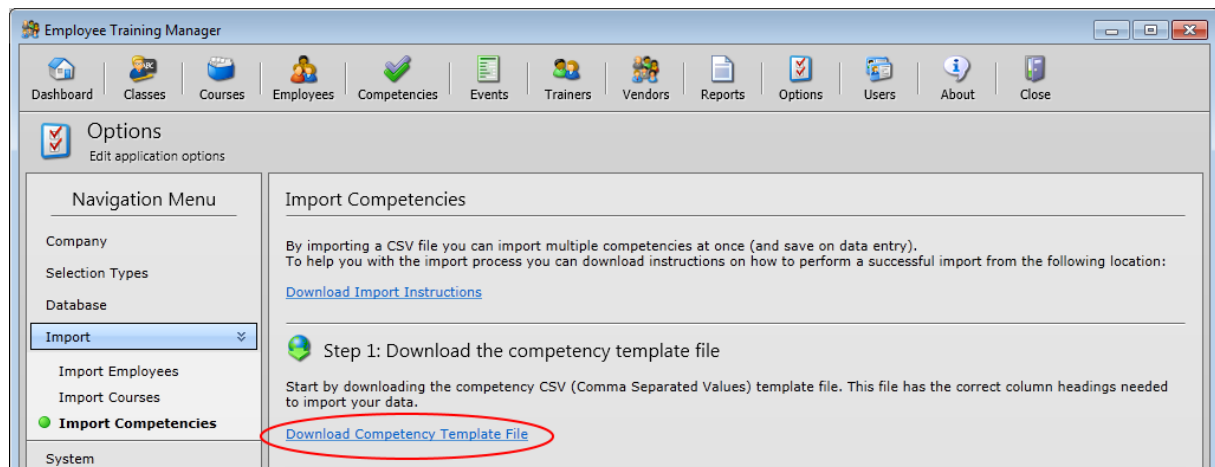 Employee Training Manager
Dashboard Classes Courses Employees Competencies Events Trainers Vendors Reports Options Users About Close
Options
Edit application options
Navigation Menu
Company
Selection Types
Database
Import
Import Employees
Import Courses
Import Competencies
System
Import Competencies
By importing a CSV file you can import multiple competencies at once (and save on data entry).
To help you with the import process you can download instructions on how to perform a successful import from the following location:
Download Import Instructions
Step 1: Download the competency template file
Start by downloading the competency CSV (Comma Separated Values) template file. This file has the correct column headings needed
to import your data.
Download Competency Template File